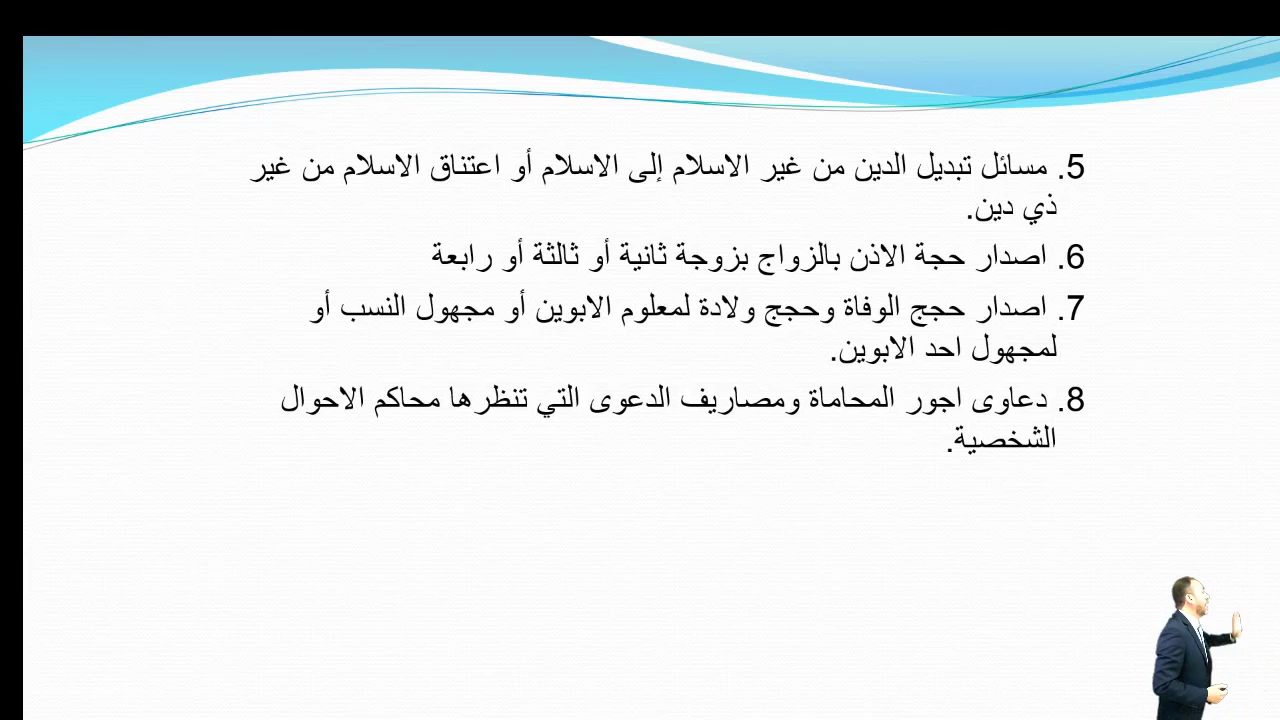 5. مسائل تبديل الدين من غير الاسلام إلى الاسلام أو اعتناق الاسلام من غير
ذي دين.
6. اصدار حجة الاذن بالزواج بزوجة ثانية أو ثالثة أو رابعة
7. اصدار حجج الوفاة وحجج ولادة لمعلوم الابوين أو مجهول النسب أو
لمجهول احد الابوين.
8. دعاوى اجور المحاماة ومصاريف الدعوى التي تنظرها محاكم الاحوال
الشخصية.